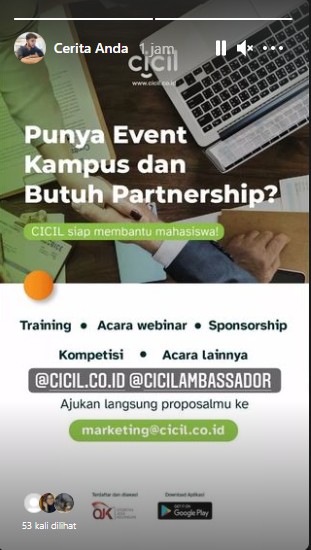 Cerita Anda 1 jam
cicil
www.cicil.co.id
Punya Event
Kampus dan
Butuh Partnership?
CICIL siap membantu mahasiswa!
Training • Acara webinar • Sponsorship
Kompetisi • Acara lainnya
@CICIL.CO.ID @CICILAMBASSADOR
Ajukan langsung proposalmu ke
marketing@cicil.co.id
Terdaftar dan diawasi
Download Aplikasi
OJK
GET IT ON
Google Play
53 kali dilihat